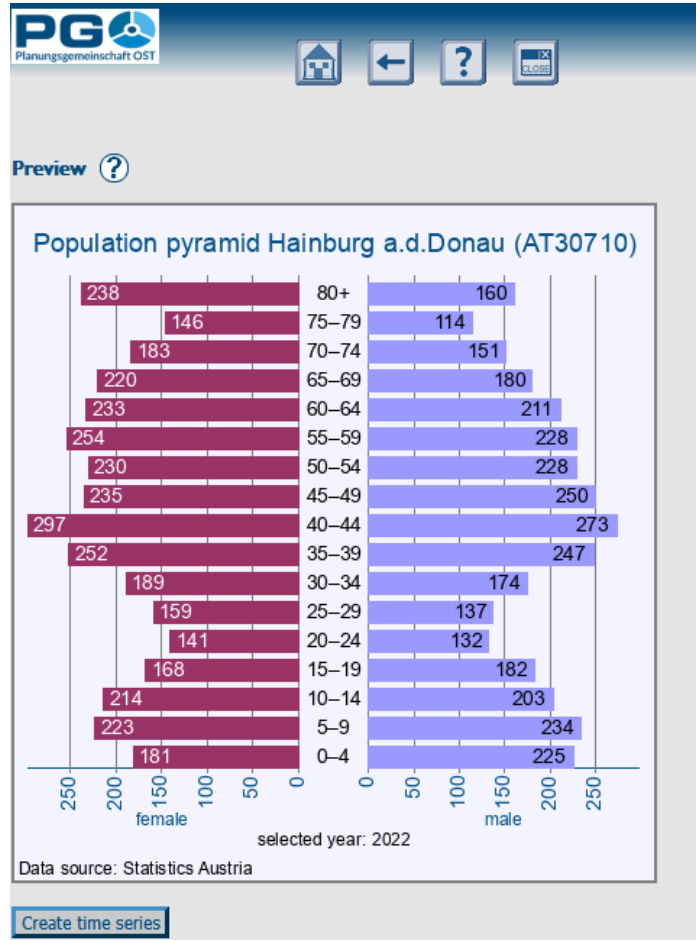 PGO
Planungsgemeinschaft OST
X
CLOSE
Preview ?
Population pyramid Hainburg a.d.Donau (AT30710)
238 80+ 160
146 75–79 114
183 70–74 151
220 65–69 180
233 60–64 211
254 55–59 228
230 50–54 228
235 45–49 250
297 40–44 273
252 35–39 247
189 30–34 174
159 25–29 137
141 20–24 132
168 15–19 182
214 10–14 203
223 5–9 234
181 0–4 225
250 200 150 100 50 0 0 50 100 150 200 250
female male
selected year: 2022
Data source: Statistics Austria
Create time series